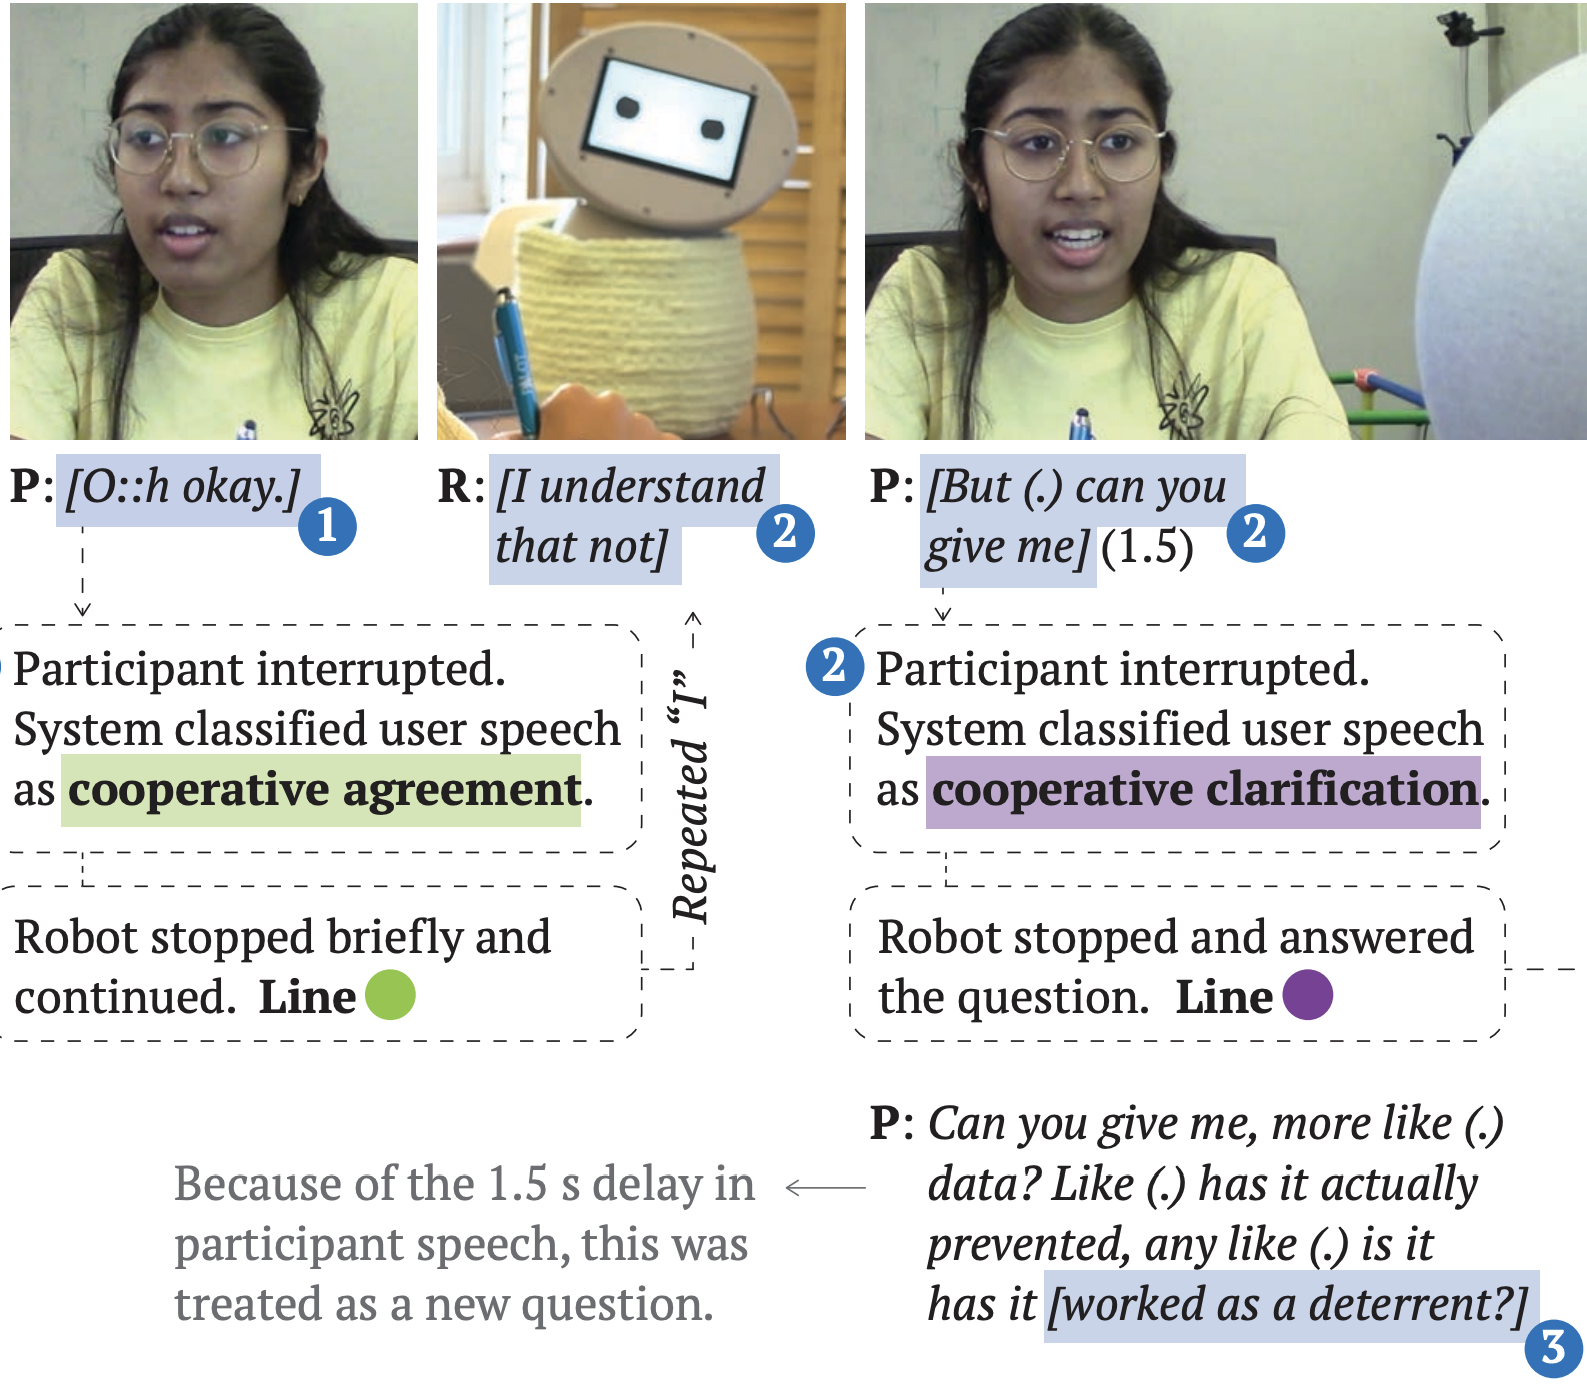 P: [O::h okay.]
1
R: [I understand
that not]
2
P: [But (.) can you
give me] (1.5)
2
Participant interrupted.
System classified user speech
as cooperative agreement.
Robot stopped briefly and
continued. Line
Repeated “I”
2
Participant interrupted.
System classified user speech
as cooperative clarification.
Robot stopped and answered
the question. Line
P: Can you give me, more like (.)
data? Like (.) has it actually
prevented, any like (.) is it
has it [worked as a deterrent?]
3
Because of the 1.5 s delay in
participant speech, this was
treated as a new question.